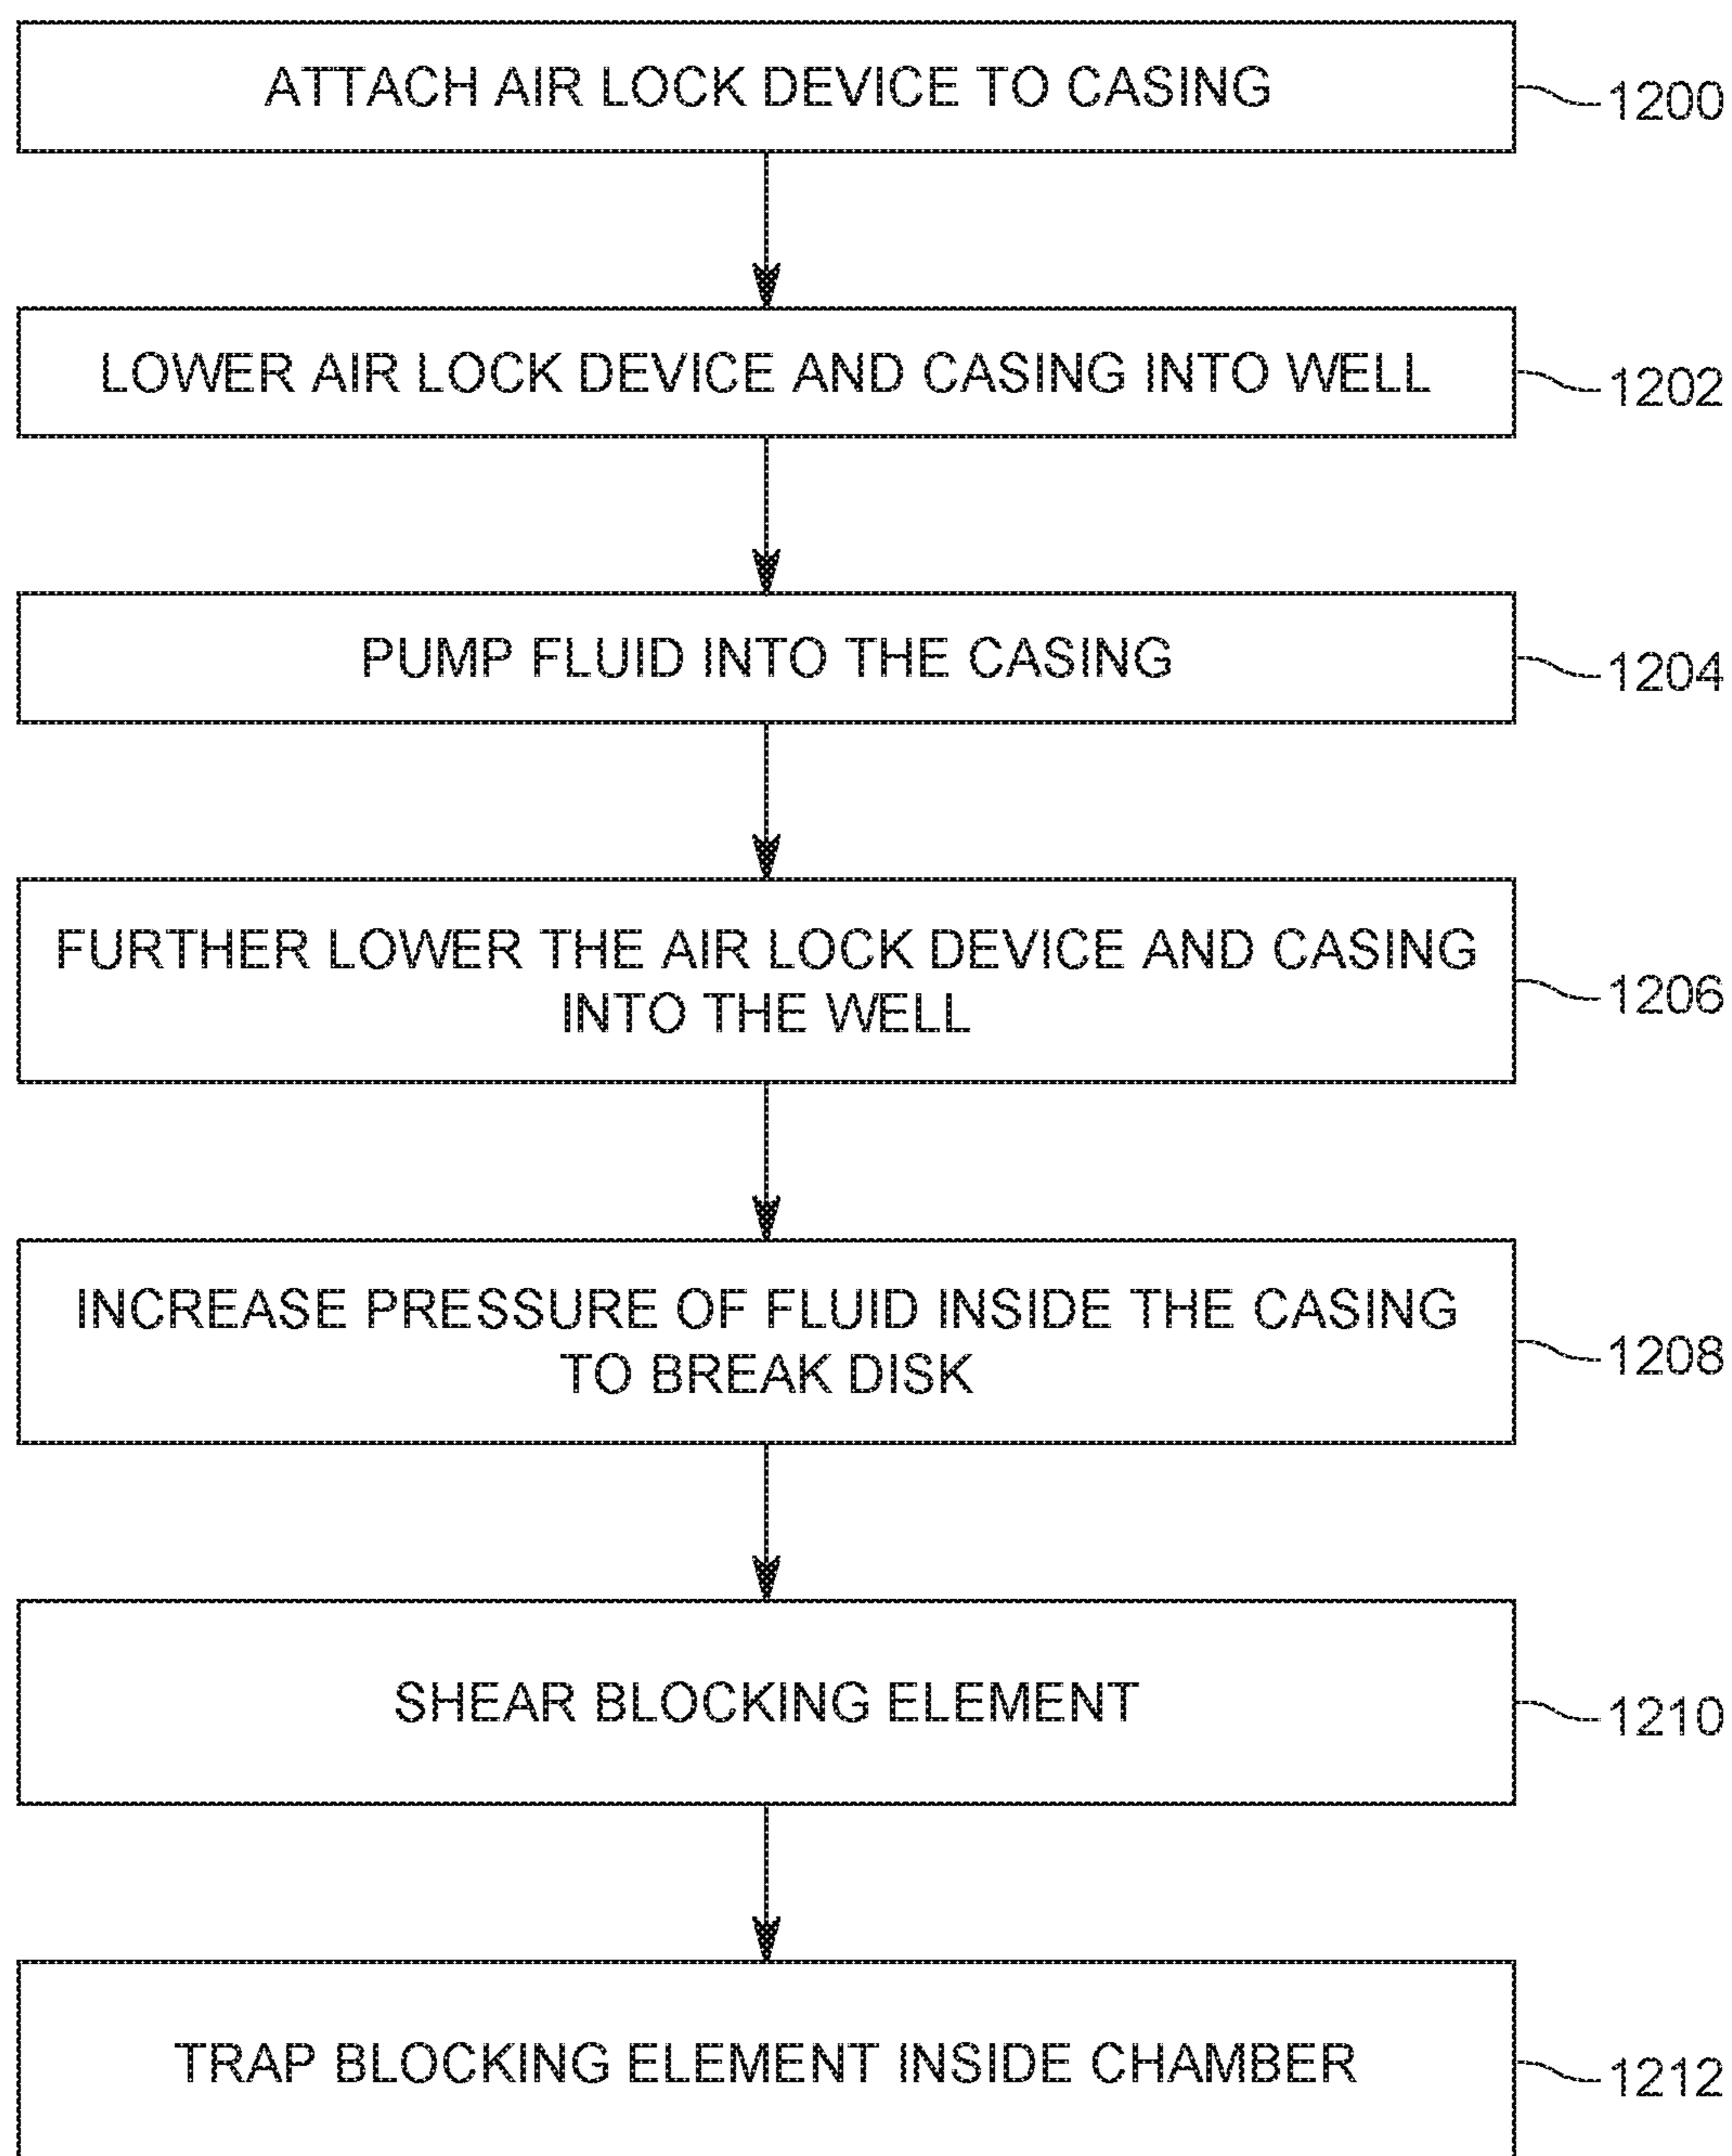 ATTACH AIR LOCK DEVICE TO CASING
1200
LOWER AIR LOCK DEVICE AND CASING INTO WELL
1202
PUMP FLUID INTO THE CASING
1204
FURTHER LOWER THE AIR LOCK DEVICE AND CASING
INTO THE WELL
1206
INCREASE PRESSURE OF FLUID INSIDE THE CASING
TO BREAK DISK
1208
SHEAR BLOCKING ELEMENT
1210
TRAP BLOCKING ELEMENT INSIDE CHAMBER
1212